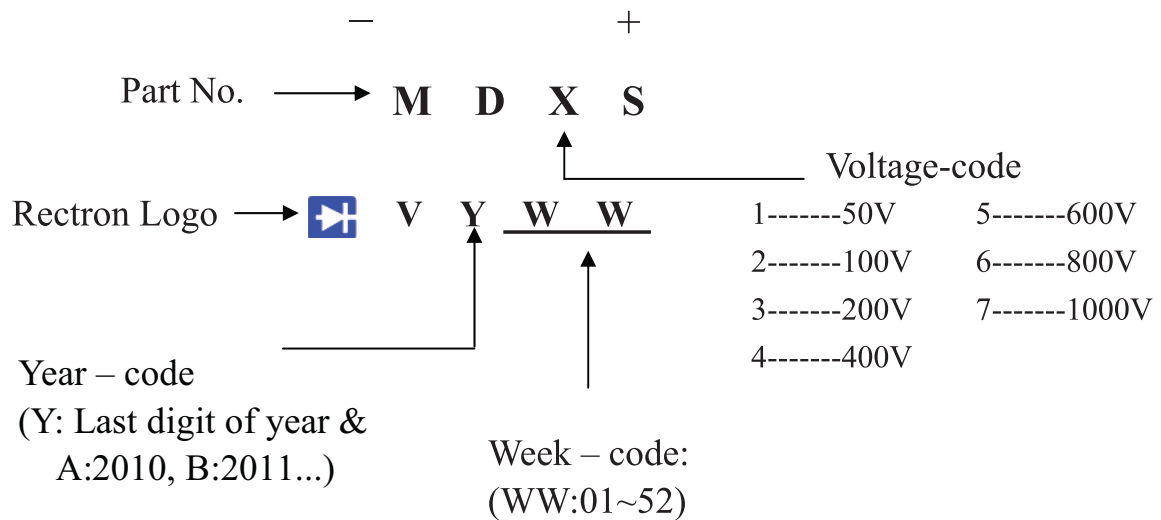 – +
Part No. M D X S
Voltage-code
Rectron Logo V Y W W
1-------50V 5-------600V
2-------100V 6-------800V
3-------200V 7-------1000V
4-------400V
Year – code
(Y: Last digit of year &
A:2010, B:2011...)
Week – code:
(WW:01~52)